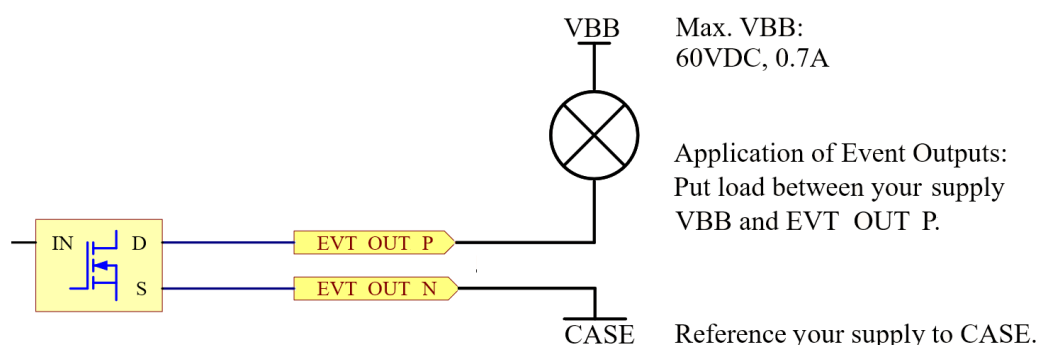 VBB
Max. VBB:
60VDC, 0.7A
Application of Event Outputs:
Put load between your supply
VBB and EVT OUT P.
IN D
EVT OUT P
S
EVT OUT N
CASE
Reference your supply to CASE.